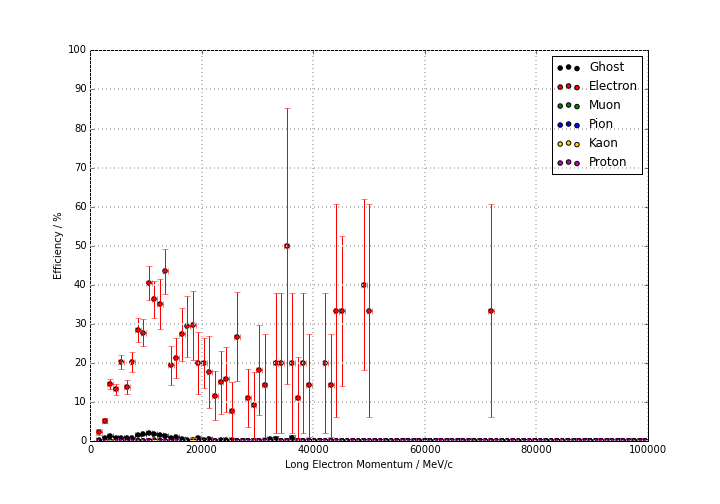 100
90
80
70
60
50
40
30
20
10
0
Efficiency / %
0 20000 40000 60000 80000 100000
Long Electron Momentum / MeV/c
Ghost
Electron
Muon
Pion
Kaon
Proton